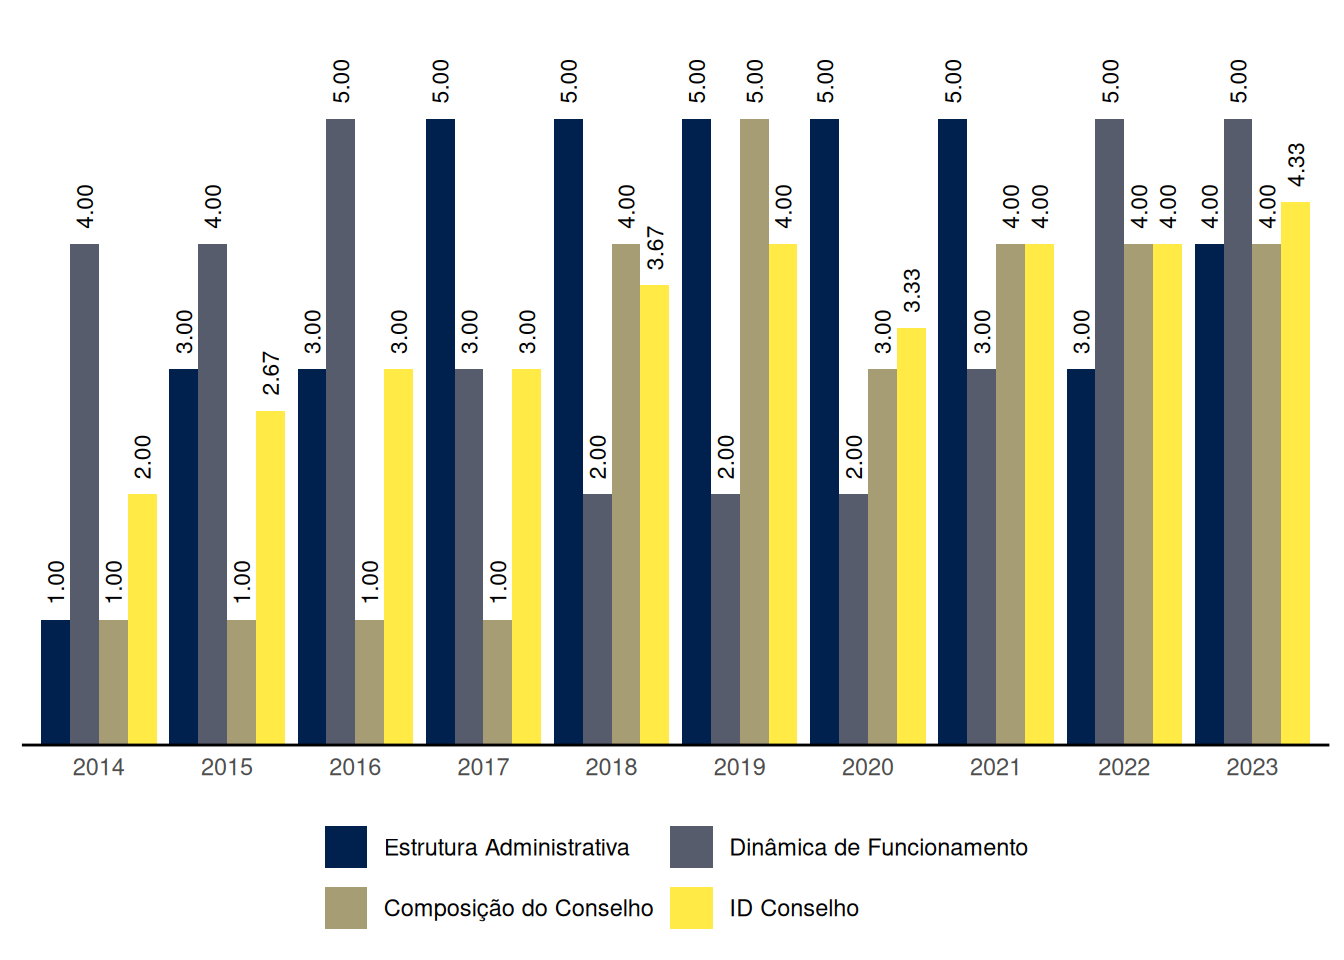 1.00 4.00 1.00 2.00
3.00 4.00 1.00 2.67
3.00 5.00 1.00 3.00
5.00 3.00 1.00 3.00
5.00 2.00 4.00 3.67
5.00 2.00 5.00 4.00
5.00 2.00 3.00 3.33
5.00 3.00 4.00 4.00
3.00 5.00 4.00 4.00
4.00 5.00 4.00 4.33
2014 2015 2016 2017 2018 2019 2020 2021 2022 2023
Estrutura Administrativa Dinâmica de Funcionamento
Composição do Conselho ID Conselho